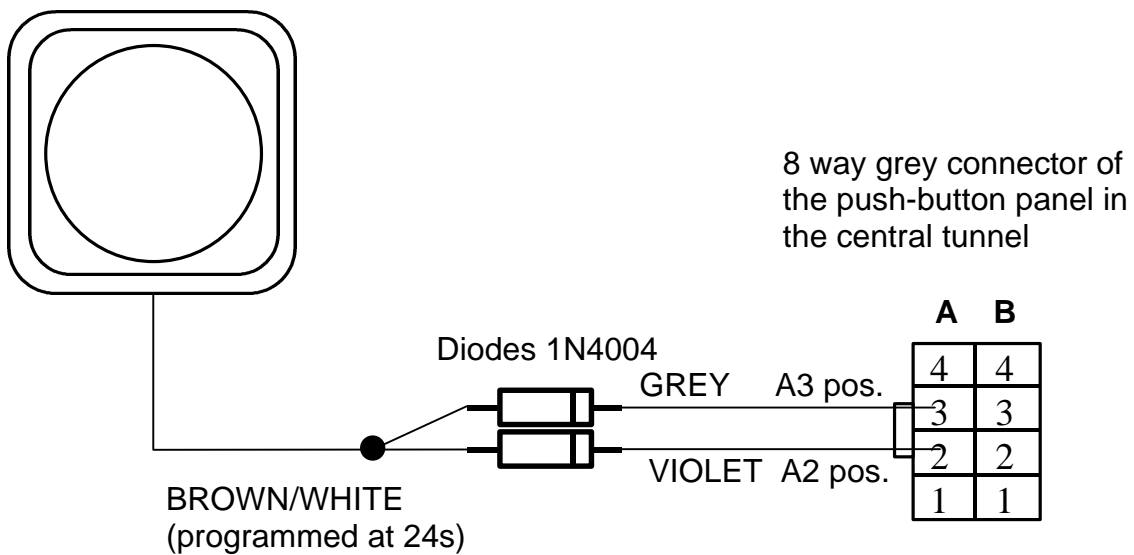 8 way grey connector of
the push-button panel in
the central tunnel
A B
Diodes 1N4004
GREY A3 pos.
VIOLET A2 pos.
4 4
3 3
2 2
1 1
BROWN/WHITE
(programmed at 24s)